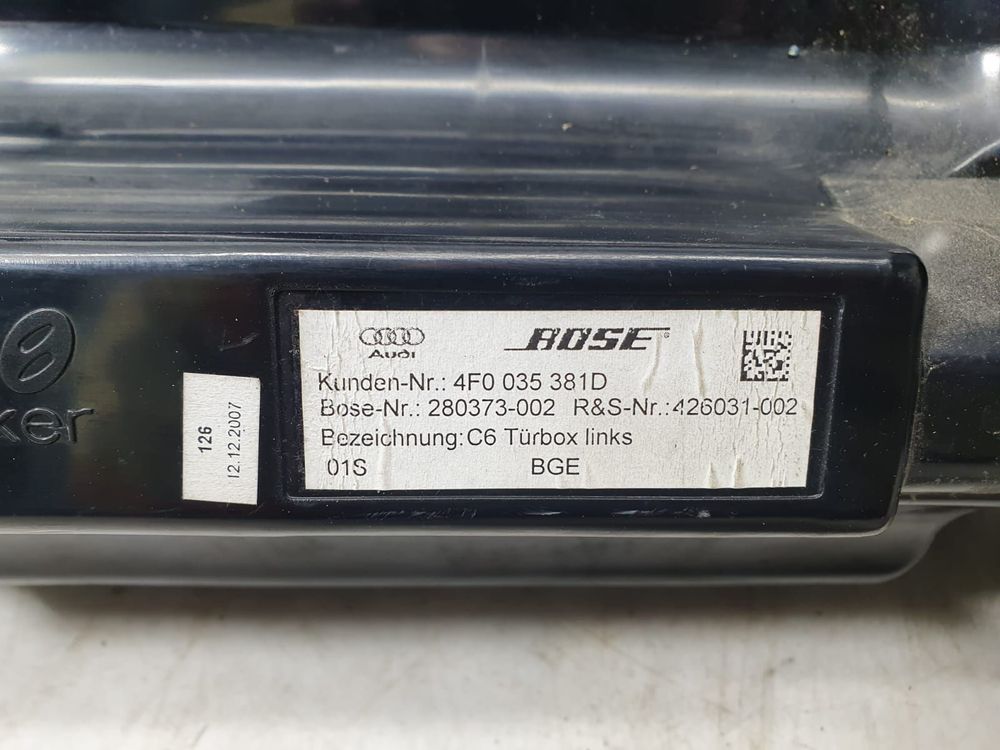 Audi BOSE
Kunden-Nr.: 4F0 035 381D
Bose-Nr.: 280373-002 R&S-Nr.:426031-002
Bezeichnung: C6 Türbox links
01S BGE
126
12.12.2007
ker